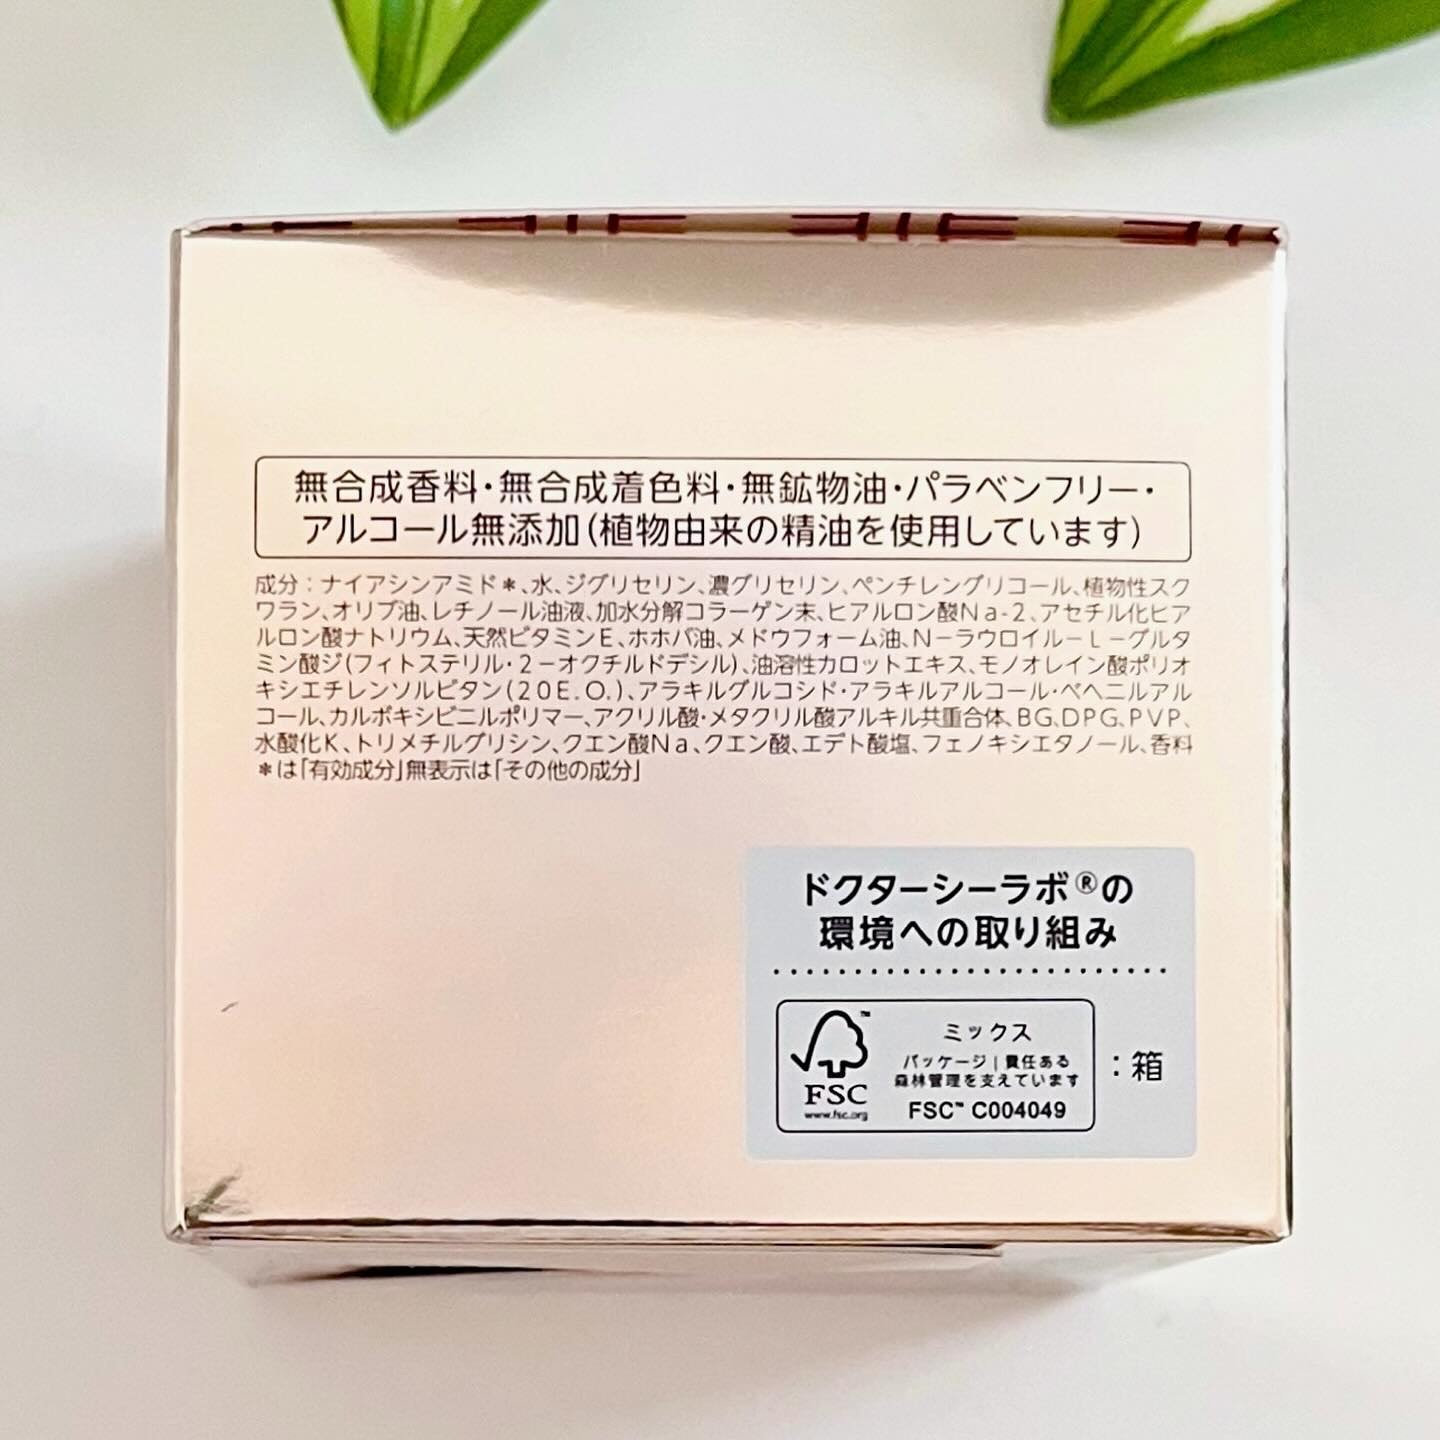 無合成香料・無合成着色料・無鉱物油・パラベンフリー・
アルコール無添加(植物由来の精油を使用しています)
成分：ナイアシンアミド＊、水、ジグリセリン、濃グリセリン、ペンチレングリコール、植物性スク
ワラン、オリブ油、レチノール油液、加水分解コラーゲン末、ヒアルロン酸Na-2、アセチル化ヒア
ルロン酸ナトリウム、天然ビタミンE、ホホバ油、メドウフォーム油、N－ラウロイル－L－グルタ
ミン酸ジ(フィトステリル・2－オクチルドデシル)、油溶性カロットエキス、モノオレイン酸ポリオ
キシエチレンソルビタン(20E.O.)、アラキルグルコシド・アラキルアルコール・ベヘニルアル
コール、カルボキシビニルポリマー、アクリル酸・メタクリル酸アルキル共重合体、BG、DPG、PVP、
水酸化K、トリメチルグリシン、クエン酸Na、クエン酸、エデト酸塩、フェノキシエタノール、香料
＊は「有効成分」無表示は「その他の成分」
ドクターシーラボ®の
環境への取り組み
FSC
www.fsc.org
ミックス
パッケージ|責任ある
森林管理を支えています
FSC™ C004049
：箱